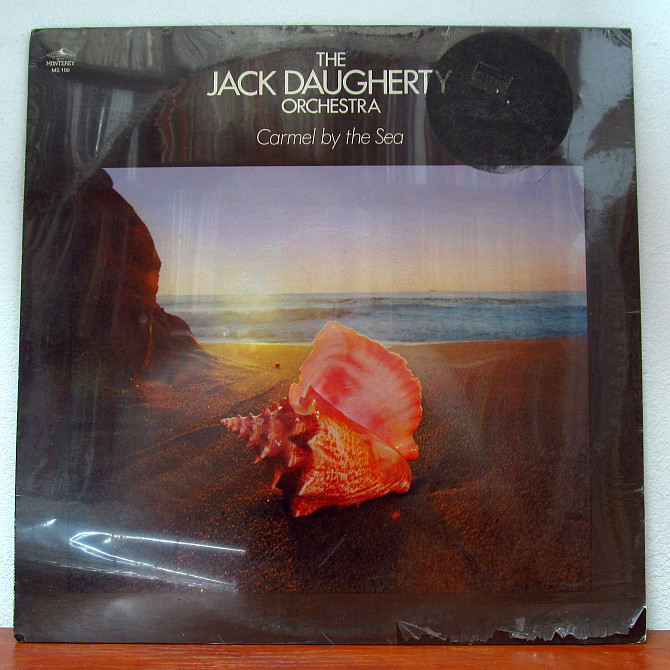 MONTEREY
MS 100
THE
JACK DAUGHERTY
ORCHESTRA
Carmel by the Sea